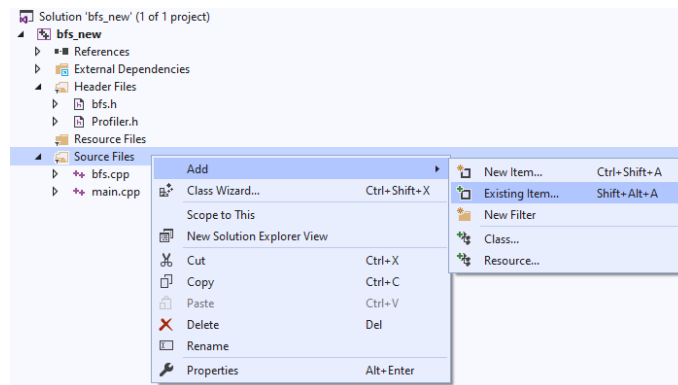 Solution 'bfs_new' (1 of 1 project)
bfs_new
References
External Dependencies
Header Files
bfs.h
Profiler.h
Resource Files
Source Files
bfs.cpp
main.cpp
Add
Class Wizard... Ctrl+Shift+X
Scope to This
New Solution Explorer View
Cut Ctrl+X
Copy Ctrl+C
Paste Ctrl+V
Delete Del
Rename
Properties Alt+Enter
New Item... Ctrl+Shift+A
Existing Item... Shift+Alt+A
New Filter
Class...
Resource...